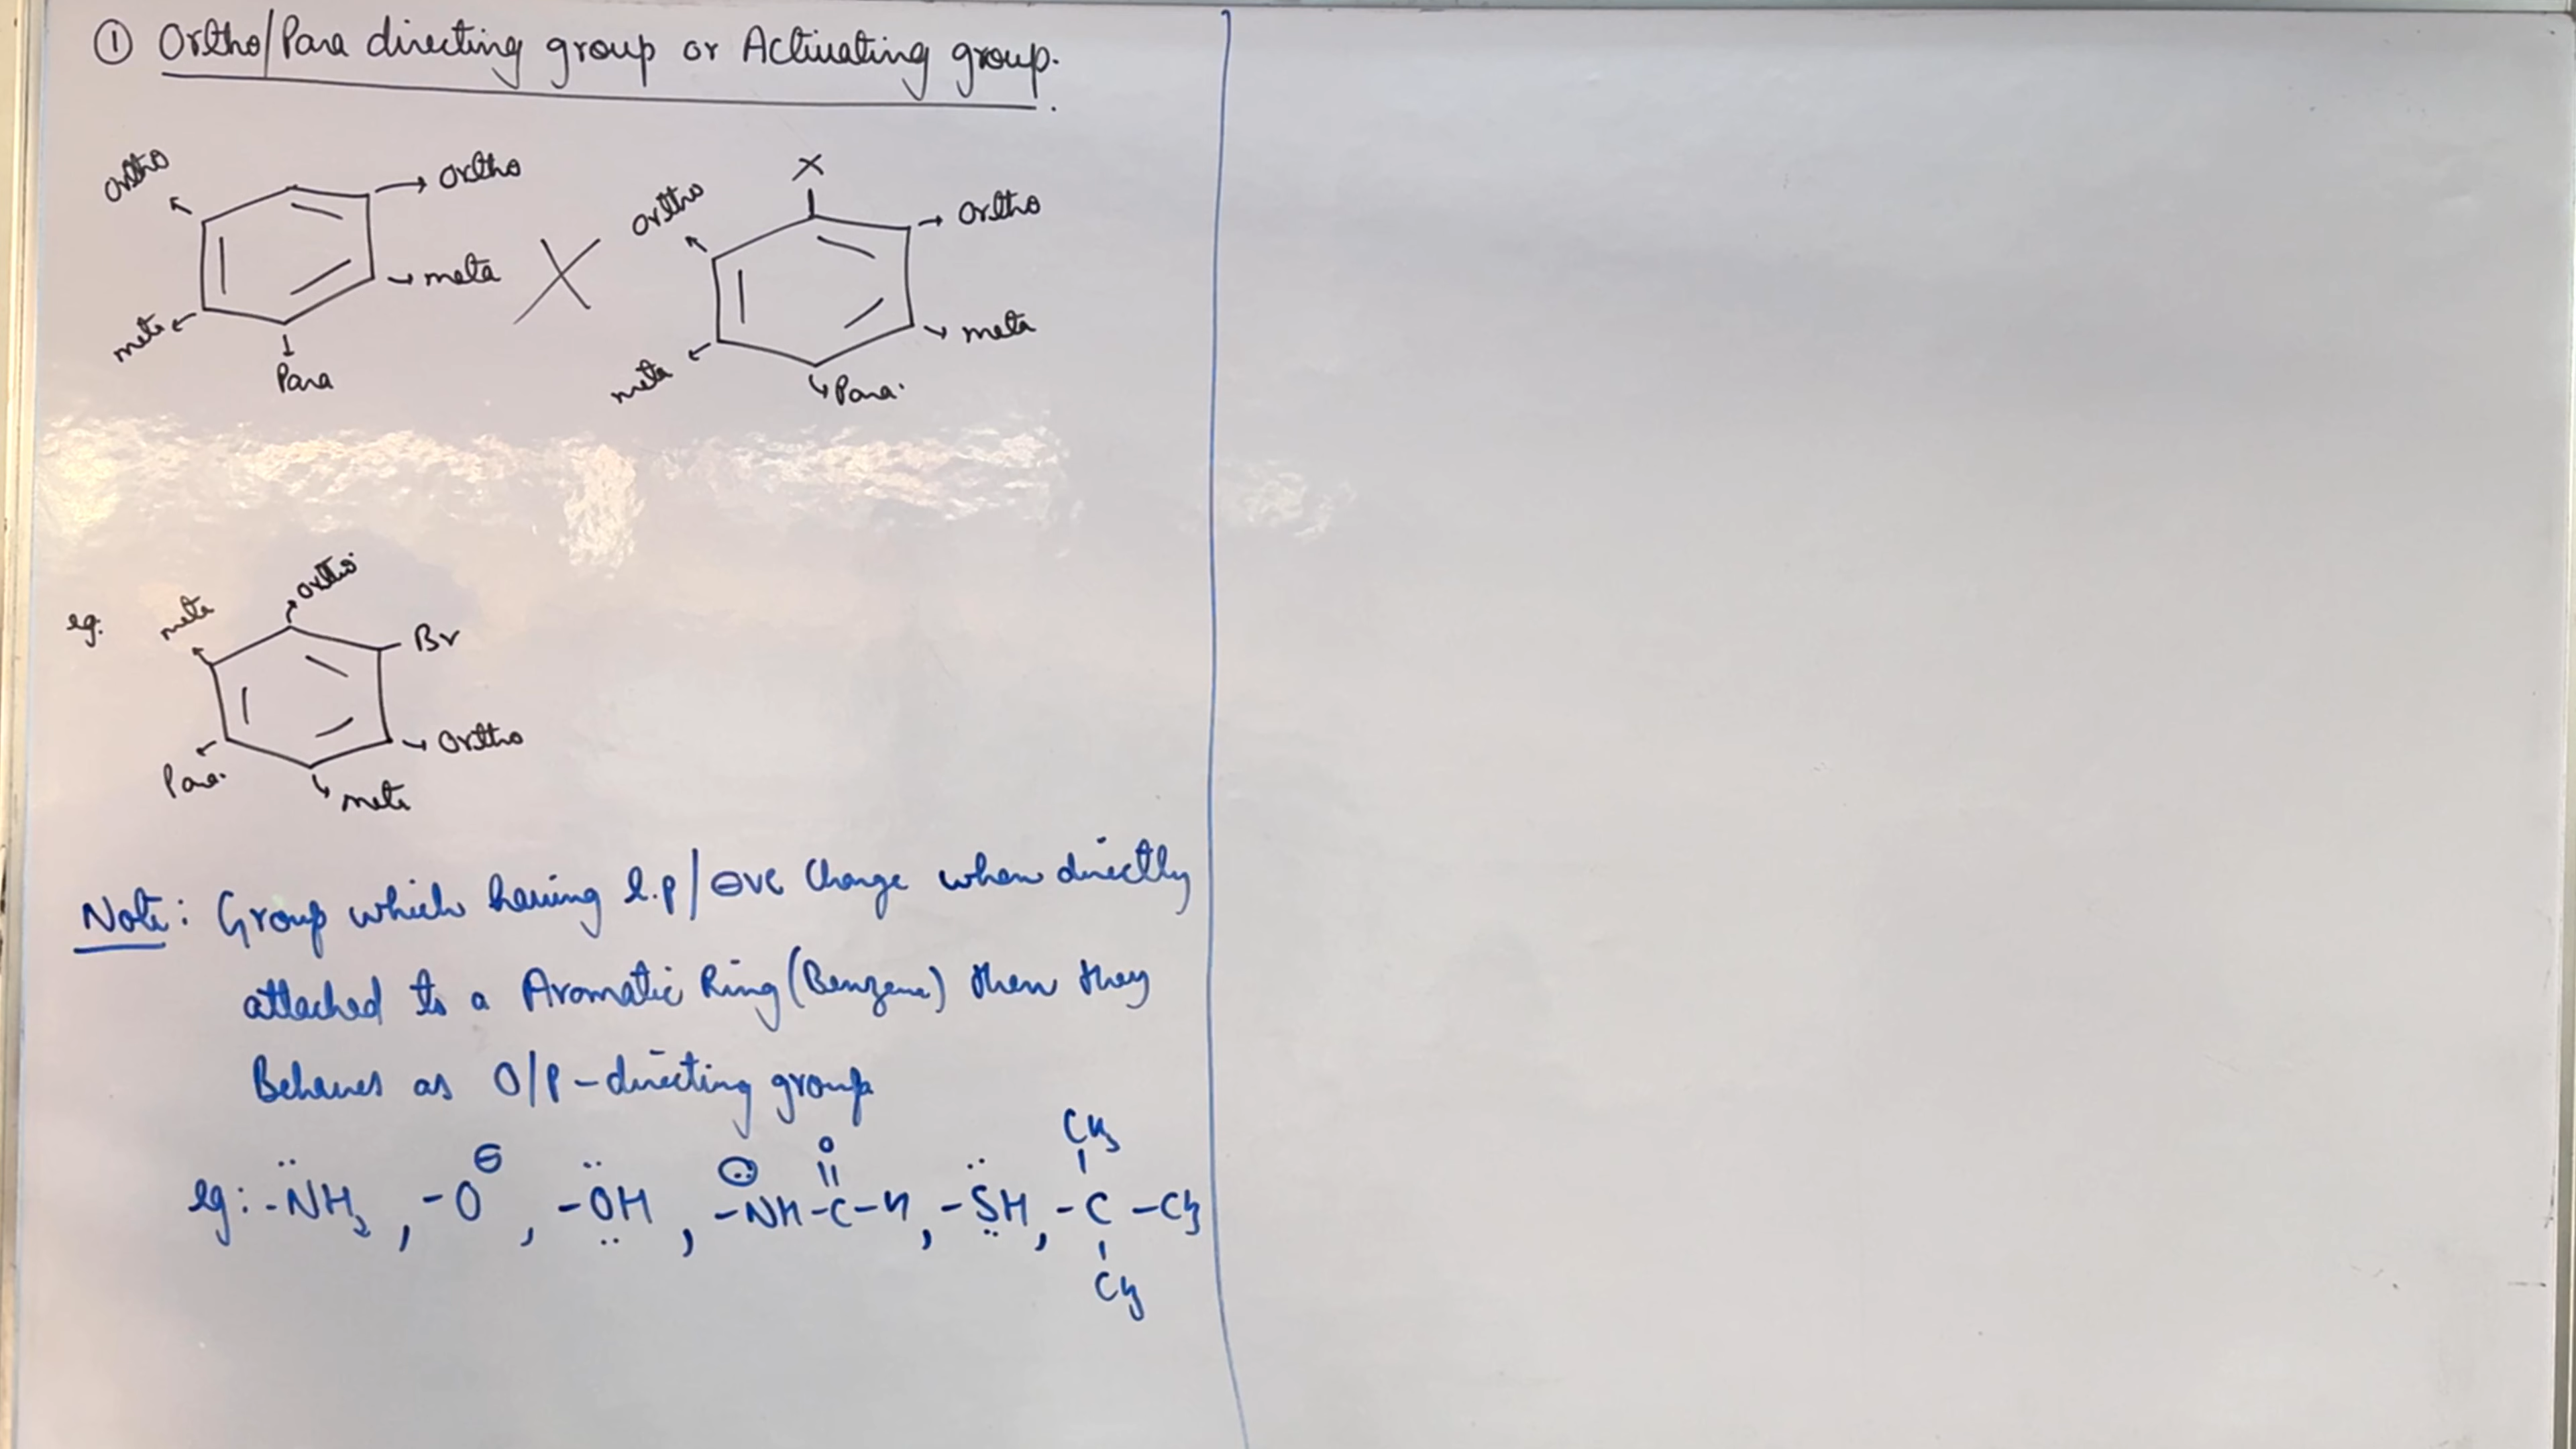 ① Ortho/Para directing group or Activating group.
ortho → ortho
meta → meta
Para
X
X
ortho → ortho
meta → meta
Para.
eg.
meta ortho
Br
Para. → ortho
meta
Note: Group which having l.p/⊖ve Charge when directly
attached to a Aromatic Ring (Benzene) then they
Behaves as O/P-directing group
CH₃
eg: -N̈H₂, -O⊖, -ÖH, -NH-C-H, -SH, -C-CH₃
O
CH₃